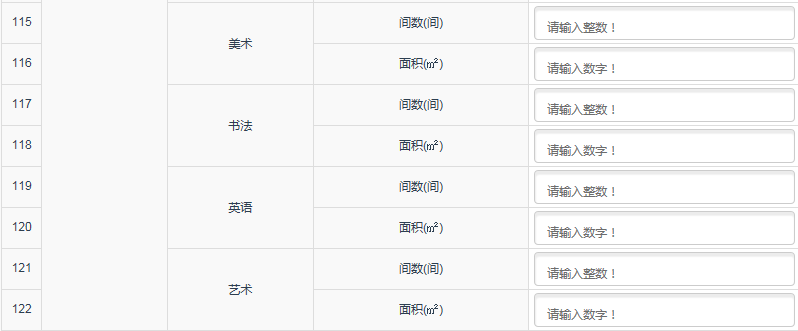 115 美术 间数(间) 请输入整数！
116 面积(㎡) 请输入数字！
117 书法 间数(间) 请输入整数！
118 面积(㎡) 请输入数字！
119 英语 间数(间) 请输入整数！
120 面积(㎡) 请输入数字！
121 艺术 间数(间) 请输入整数！
122 面积(㎡) 请输入数字！